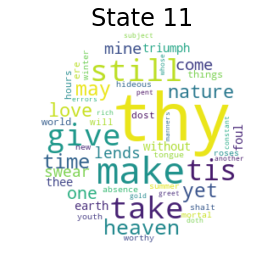 State 11
subject
mine triumph whose
ere
winter
still come
hours
hideous things
may pent nature
love errors
rich
world. will dost thy manners
give without constant foul
new tongue
time lends make tis roses
another
swear absence summer yet
thee gold greet
one take mortal
earth shalt doth
youth heaven
worthy